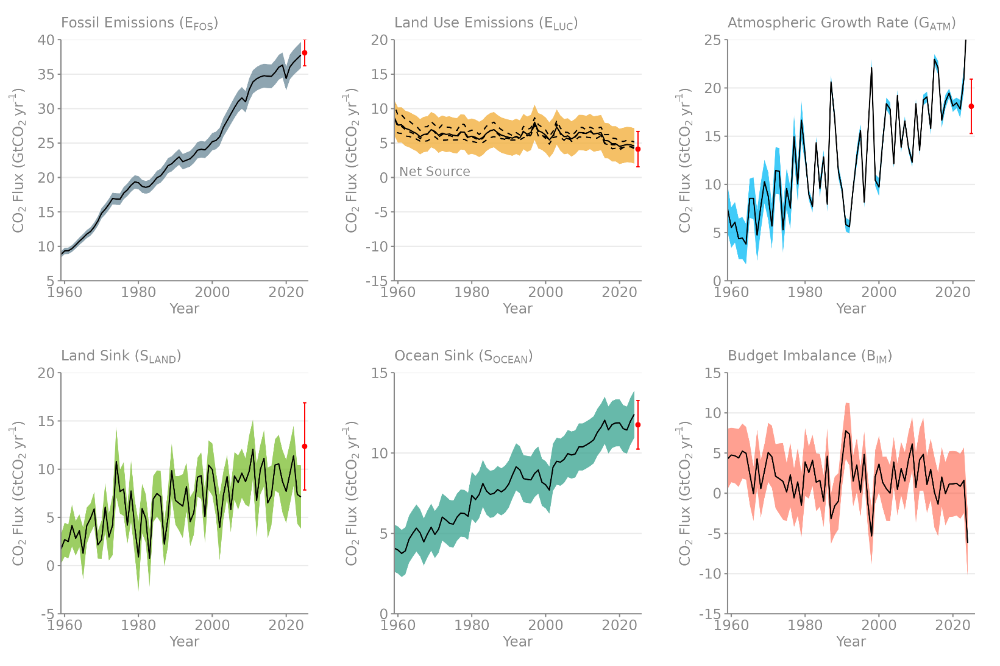 Fossil Emissions (EFOS)
40
35
30
25
20
15
10
5
1960 1980 2000 2020
Year
CO2 Flux (GtCO2 yr-1)
Land Use Emissions (ELUC)
20
15
10
5
0
-5
-10
-15
Net Source
1960 1980 2000 2020
Year
CO2 Flux (GtCO2 yr-1)
Atmospheric Growth Rate (GATM)
25
20
15
10
5
0
1960 1980 2000 2020
Year
CO2 Flux (GtCO2 yr-1)
Land Sink (SLAND)
20
15
10
5
0
-5
1960 1980 2000 2020
Year
CO2 Flux (GtCO2 yr-1)
Ocean Sink (SOCEAN)
15
10
5
0
1960 1980 2000 2020
Year
CO2 Flux (GtCO2 yr-1)
Budget Imbalance (BIM)
15
10
5
0
-5
-10
-15
1960 1980 2000 2020
Year
CO2 Flux (GtCO2 yr-1)